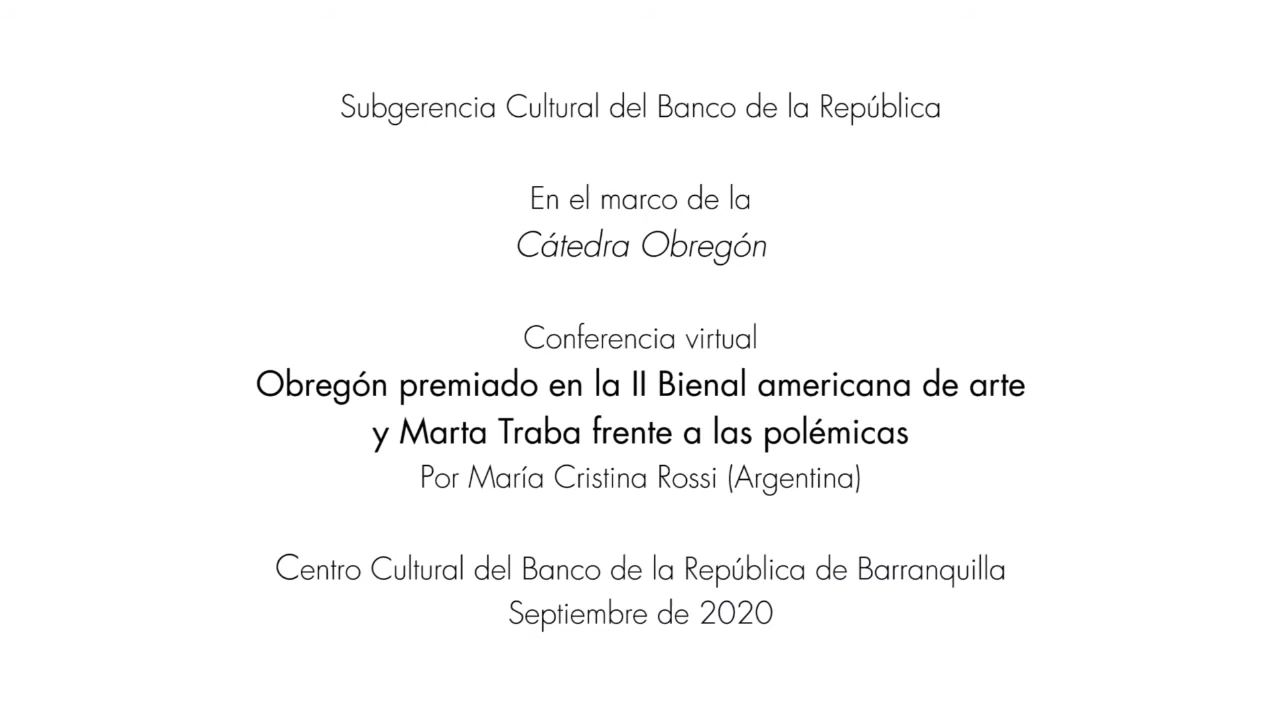 Subgerencia Cultural del Banco de la República
En el marco de la
Cátedra Obregón
Conferencia virtual
Obregón premiado en la II Bienal americana de arte
y Marta Traba frente a las polémicas
Por María Cristina Rossi (Argentina)
Centro Cultural del Banco de la República de Barranquilla
Septiembre de 2020